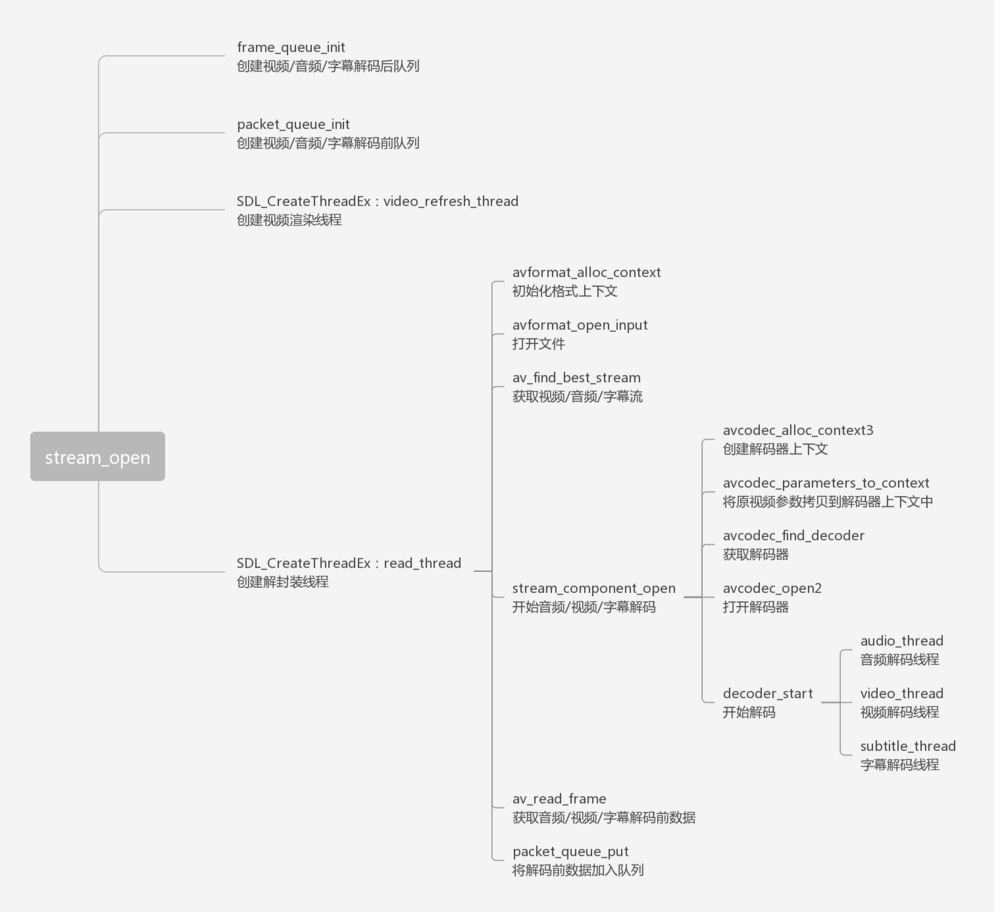 frame_queue_init
创建视频/音频/字幕解码后队列
packet_queue_init
创建视频/音频/字幕解码前队列
SDL_CreateThreadEx：video_refresh_thread
创建视频渲染线程
avformat_alloc_context
初始化格式上下文
avformat_open_input
打开文件
av_find_best_stream
获取视频/音频/字幕流
avcodec_alloc_context3
创建解码器上下文
stream_open
avcodec_parameters_to_context
将原视频参数拷贝到解码器上下文中
avcodec_find_decoder
获取解码器
SDL_CreateThreadEx：read_thread
创建解封装线程
stream_component_open
开始音频/视频/字幕解码
avcodec_open2
打开解码器
audio_thread
音频解码线程
decoder_start
开始解码
video_thread
视频解码线程
subtitle_thread
字幕解码线程
av_read_frame
获取音频/视频/字幕解码前数据
packet_queue_put
将解码前数据加入队列